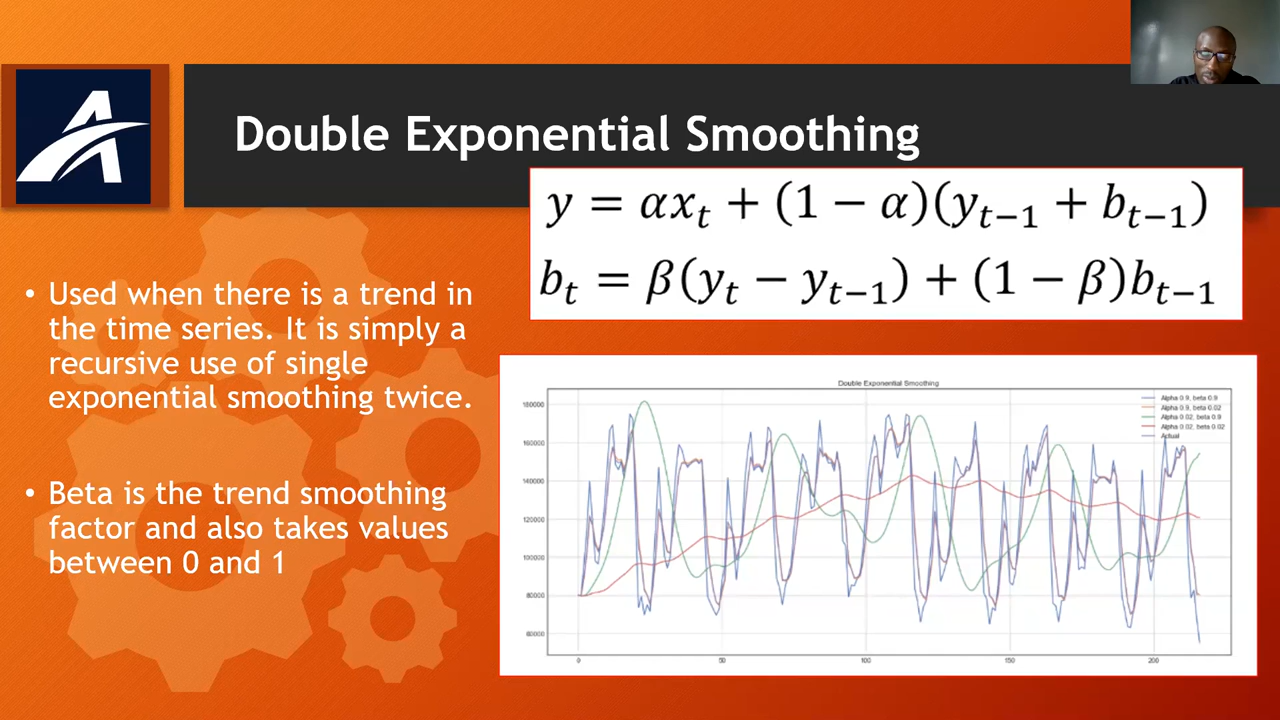 Double Exponential Smoothing
y = αx_t + (1 − α)(y_{t−1} + b_{t−1})
b_t = β(y_t − y_{t−1}) + (1 − β)b_{t−1}
• Used when there is a trend in
the time series. It is simply a
recursive use of single
exponential smoothing twice.
• Beta is the trend smoothing
factor and also takes values
between 0 and 1
Double Exponential Smoothing
Alpha 0.9, beta 0.9
Alpha 0.9, beta 0.02
Alpha 0.02, beta 0.9
Alpha 0.02, beta 0.02
Actual
180000
160000
140000
120000
100000
80000
60000
0 50 100 150 200